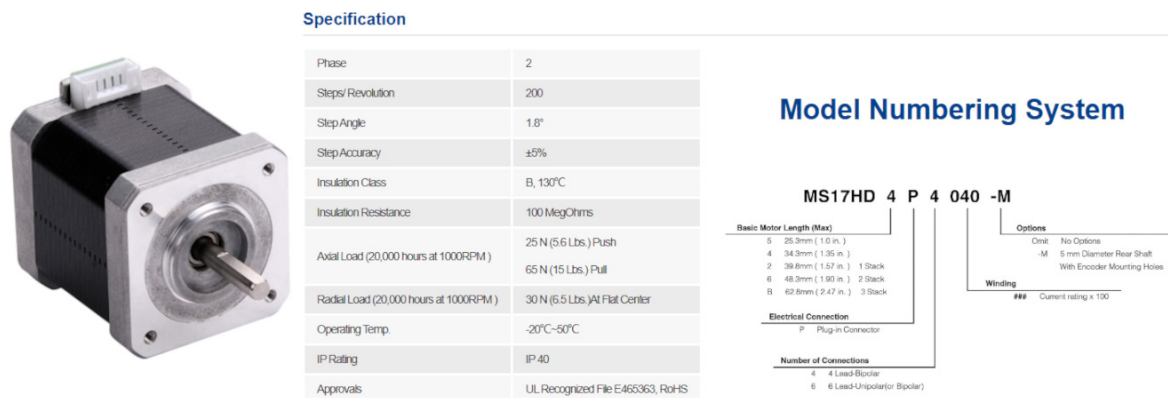 Specification
Phase 2
Steps/ Revolution 200
Step Angle 1.8°
Step Accuracy ±5%
Insulation Class B, 130℃
Insulation Resistance 100 MegOhms
Axial Load (20,000 hours at 1000RPM ) 25 N (5.6 Lbs.) Push
65 N (15 Lbs.) Pull
Radial Load (20,000 hours at 1000RPM ) 30 N (6.5 Lbs.)At Flat Center
Operating Temp. -20℃~50℃
IP Rating IP 40
Approvals UL Recognized File E465363, RoHS
Model Numbering System
MS17HD 4 P 4 040 -M
Basic Motor Length (Max)
5 25.3mm ( 1.0 in. )
4 34.3mm ( 1.35 in. )
2 39.8mm ( 1.57 in. ) 1 Stack
6 48.3mm ( 1.90 in. ) 2 Stack
B 62.8mm ( 2.47 in. ) 3 Stack
Electrical Connection
P Plug-in Connector
Number of Connections
4 4 Lead-Bipolar
6 6 Lead-Unipolar(or Bipolar)
Options
Omit No Options
-M 5 mm Diameter Rear Shaft
With Encoder Mounting Holes
Winding
### Current rating x 100